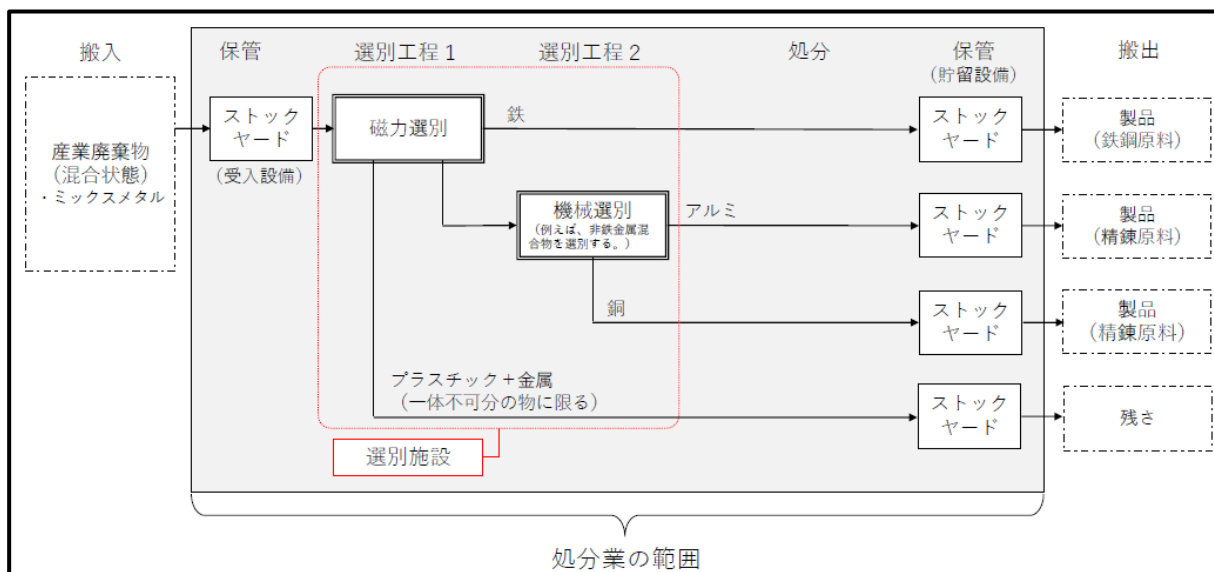 搬入
保管
選別工程1
選別工程2
処分
保管
(貯留設備)
搬出
産業廃棄物
(混合状態)
・ミックスメタル
ストック
ヤード
(受入設備)
磁力選別
鉄
ストック
ヤード
製品
(鉄鋼原料)
機械選別
(例えば、非鉄金属混
合物を選別する。)
アルミ
ストック
ヤード
製品
(精錬原料)
銅
ストック
ヤード
製品
(精錬原料)
プラスチック+金属
(一体不可分の物に限る)
ストック
ヤード
残さ
選別施設
処分業の範囲